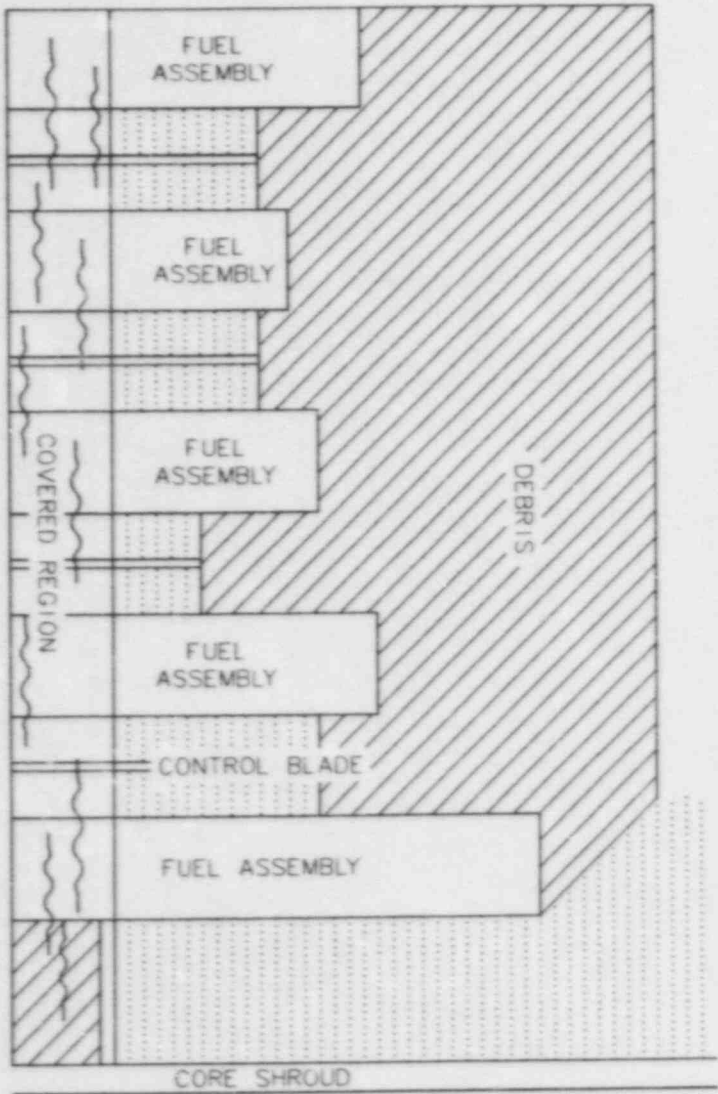 FUEL
ASSEMBLY
FUEL
ASSEMBLY
FUEL
ASSEMBLY
COVERED REGION
DEBRIS
FUEL
ASSEMBLY
CONTROL BLADE
FUEL ASSEMBLY
CORE SHROUD